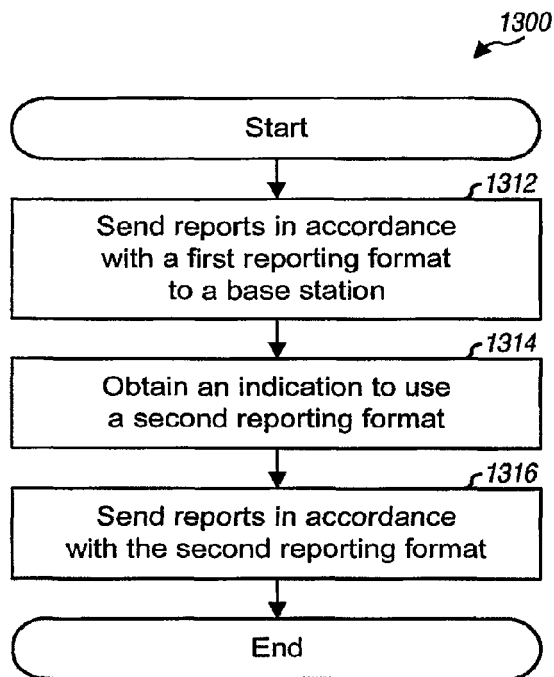 1300
Start
1312
Send reports in accordance
with a first reporting format
to a base station
1314
Obtain an indication to use
a second reporting format
1316
Send reports in accordance
with the second reporting format
End